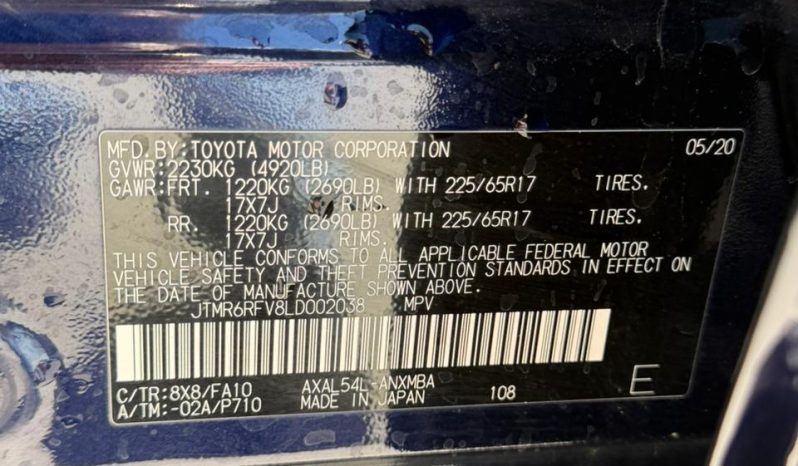 MFD.BY:TOYOTA MOTOR CORPORATION 05/20
GVWR:2230KG (4920LB)
GAWR:FRT. 1220KG (2690LB) WITH 225/65R17 TIRES.
17X7J RIMS.
RR. 1220KG (2690LB) WITH 225/65R17 TIRES.
17X7J RIMS.
THIS VEHICLE CONFORMS TO ALL APPLICABLE FEDERAL MOTOR
VEHICLE SAFETY AND THEFT PREVENTION STANDARDS IN EFFECT ON
THE DATE OF MANUFACTURE SHOWN ABOVE.
JTMR6RFV8LD002038 MPV
C/TR:8X8/FA10 AXAL54L-ANXMBA
A/TM:-02A/P710 MADE IN JAPAN 108 E